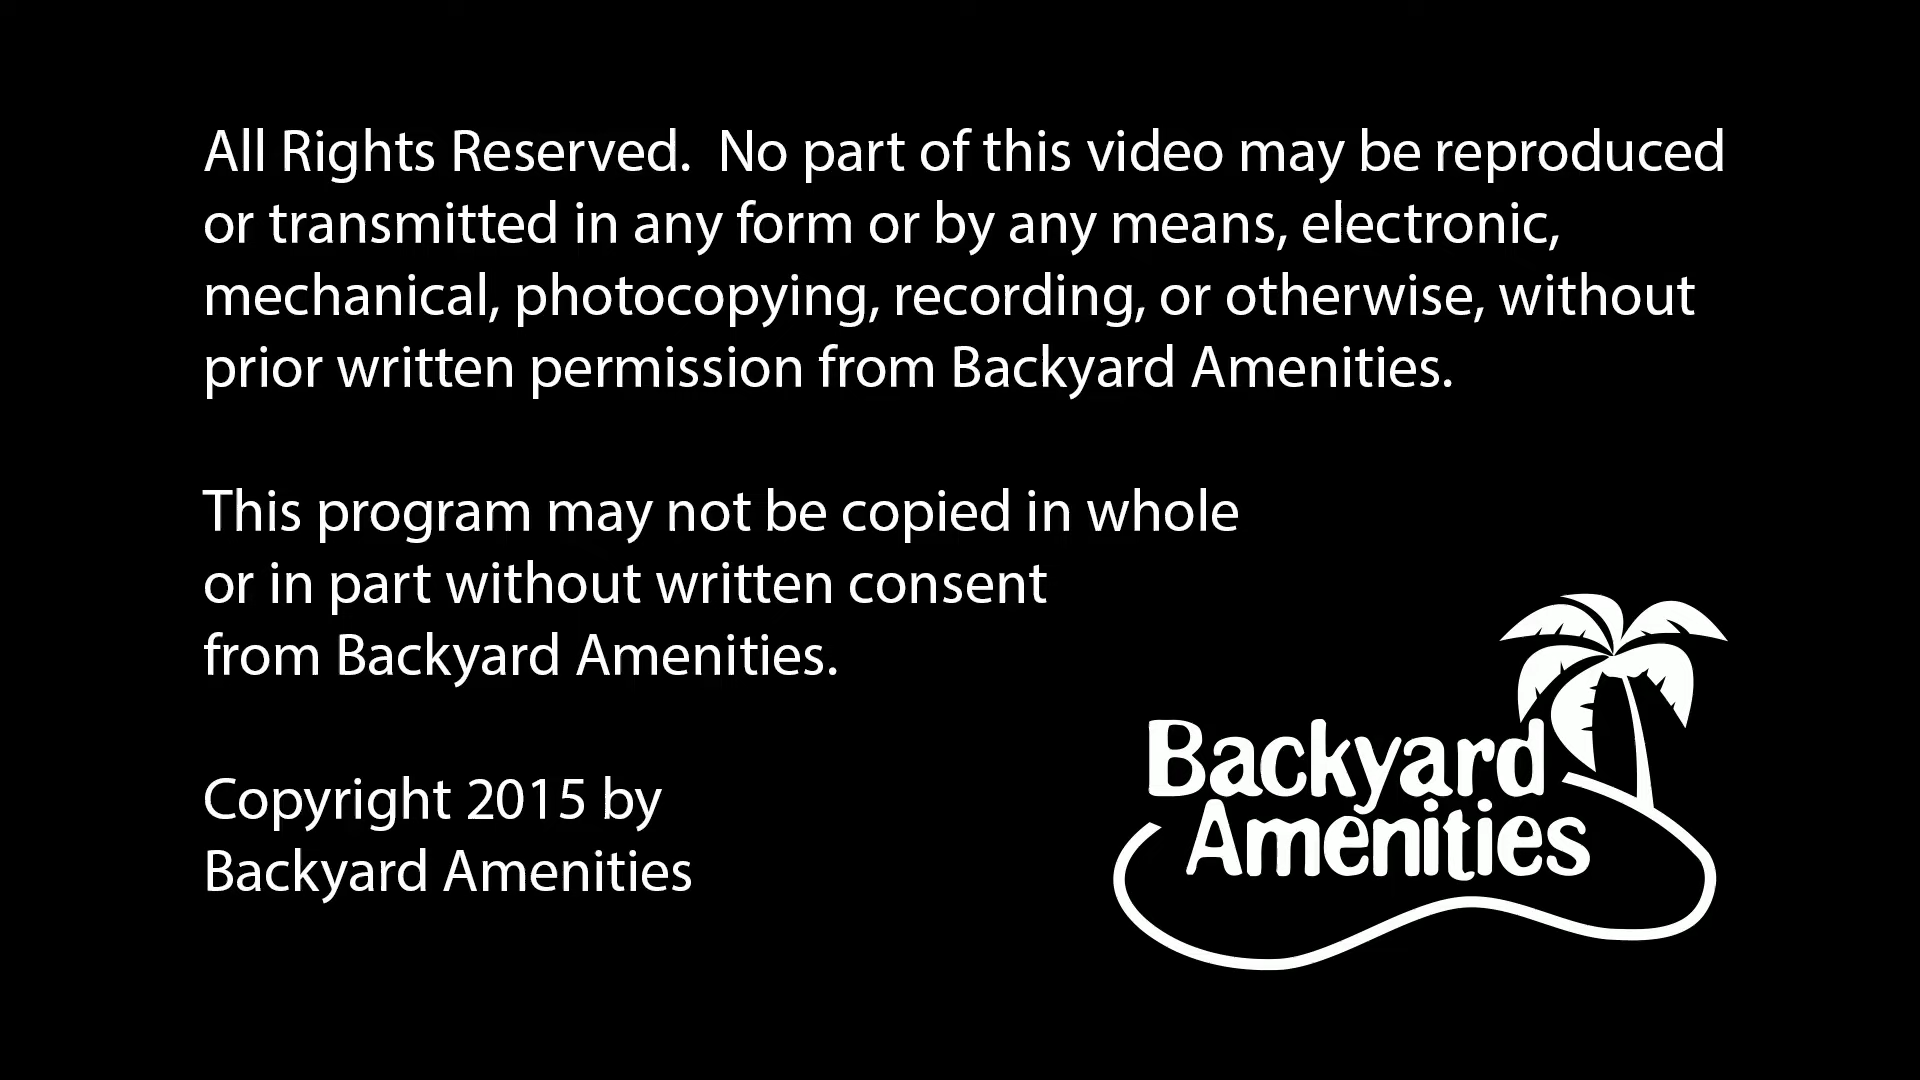 All Rights Reserved.  No part of this video may be reproduced
or transmitted in any form or by any means, electronic,
mechanical, photocopying, recording, or otherwise, without
prior written permission from Backyard Amenities.
This program may not be copied in whole
or in part without written consent
from Backyard Amenities.
Copyright 2015 by
Backyard Amenities
Backyard
Amenities